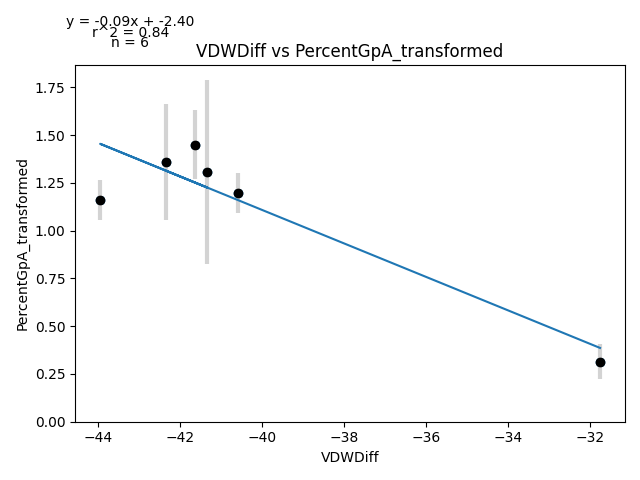 y = -0.09x + -2.40
r^2 = 0.84
n = 6
VDWDiff vs PercentGpA_transformed
1.75
1.50
1.25
1.00
0.75
0.50
0.25
0.00
PercentGpA_transformed
−44 −42 −40 −38 −36 −34 −32
VDWDiff